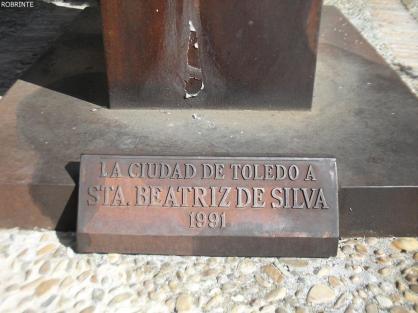 ROBRINTE
LA CIUDAD DE TOLEDO A
STA. BEATRIZ DE SILVA
1991